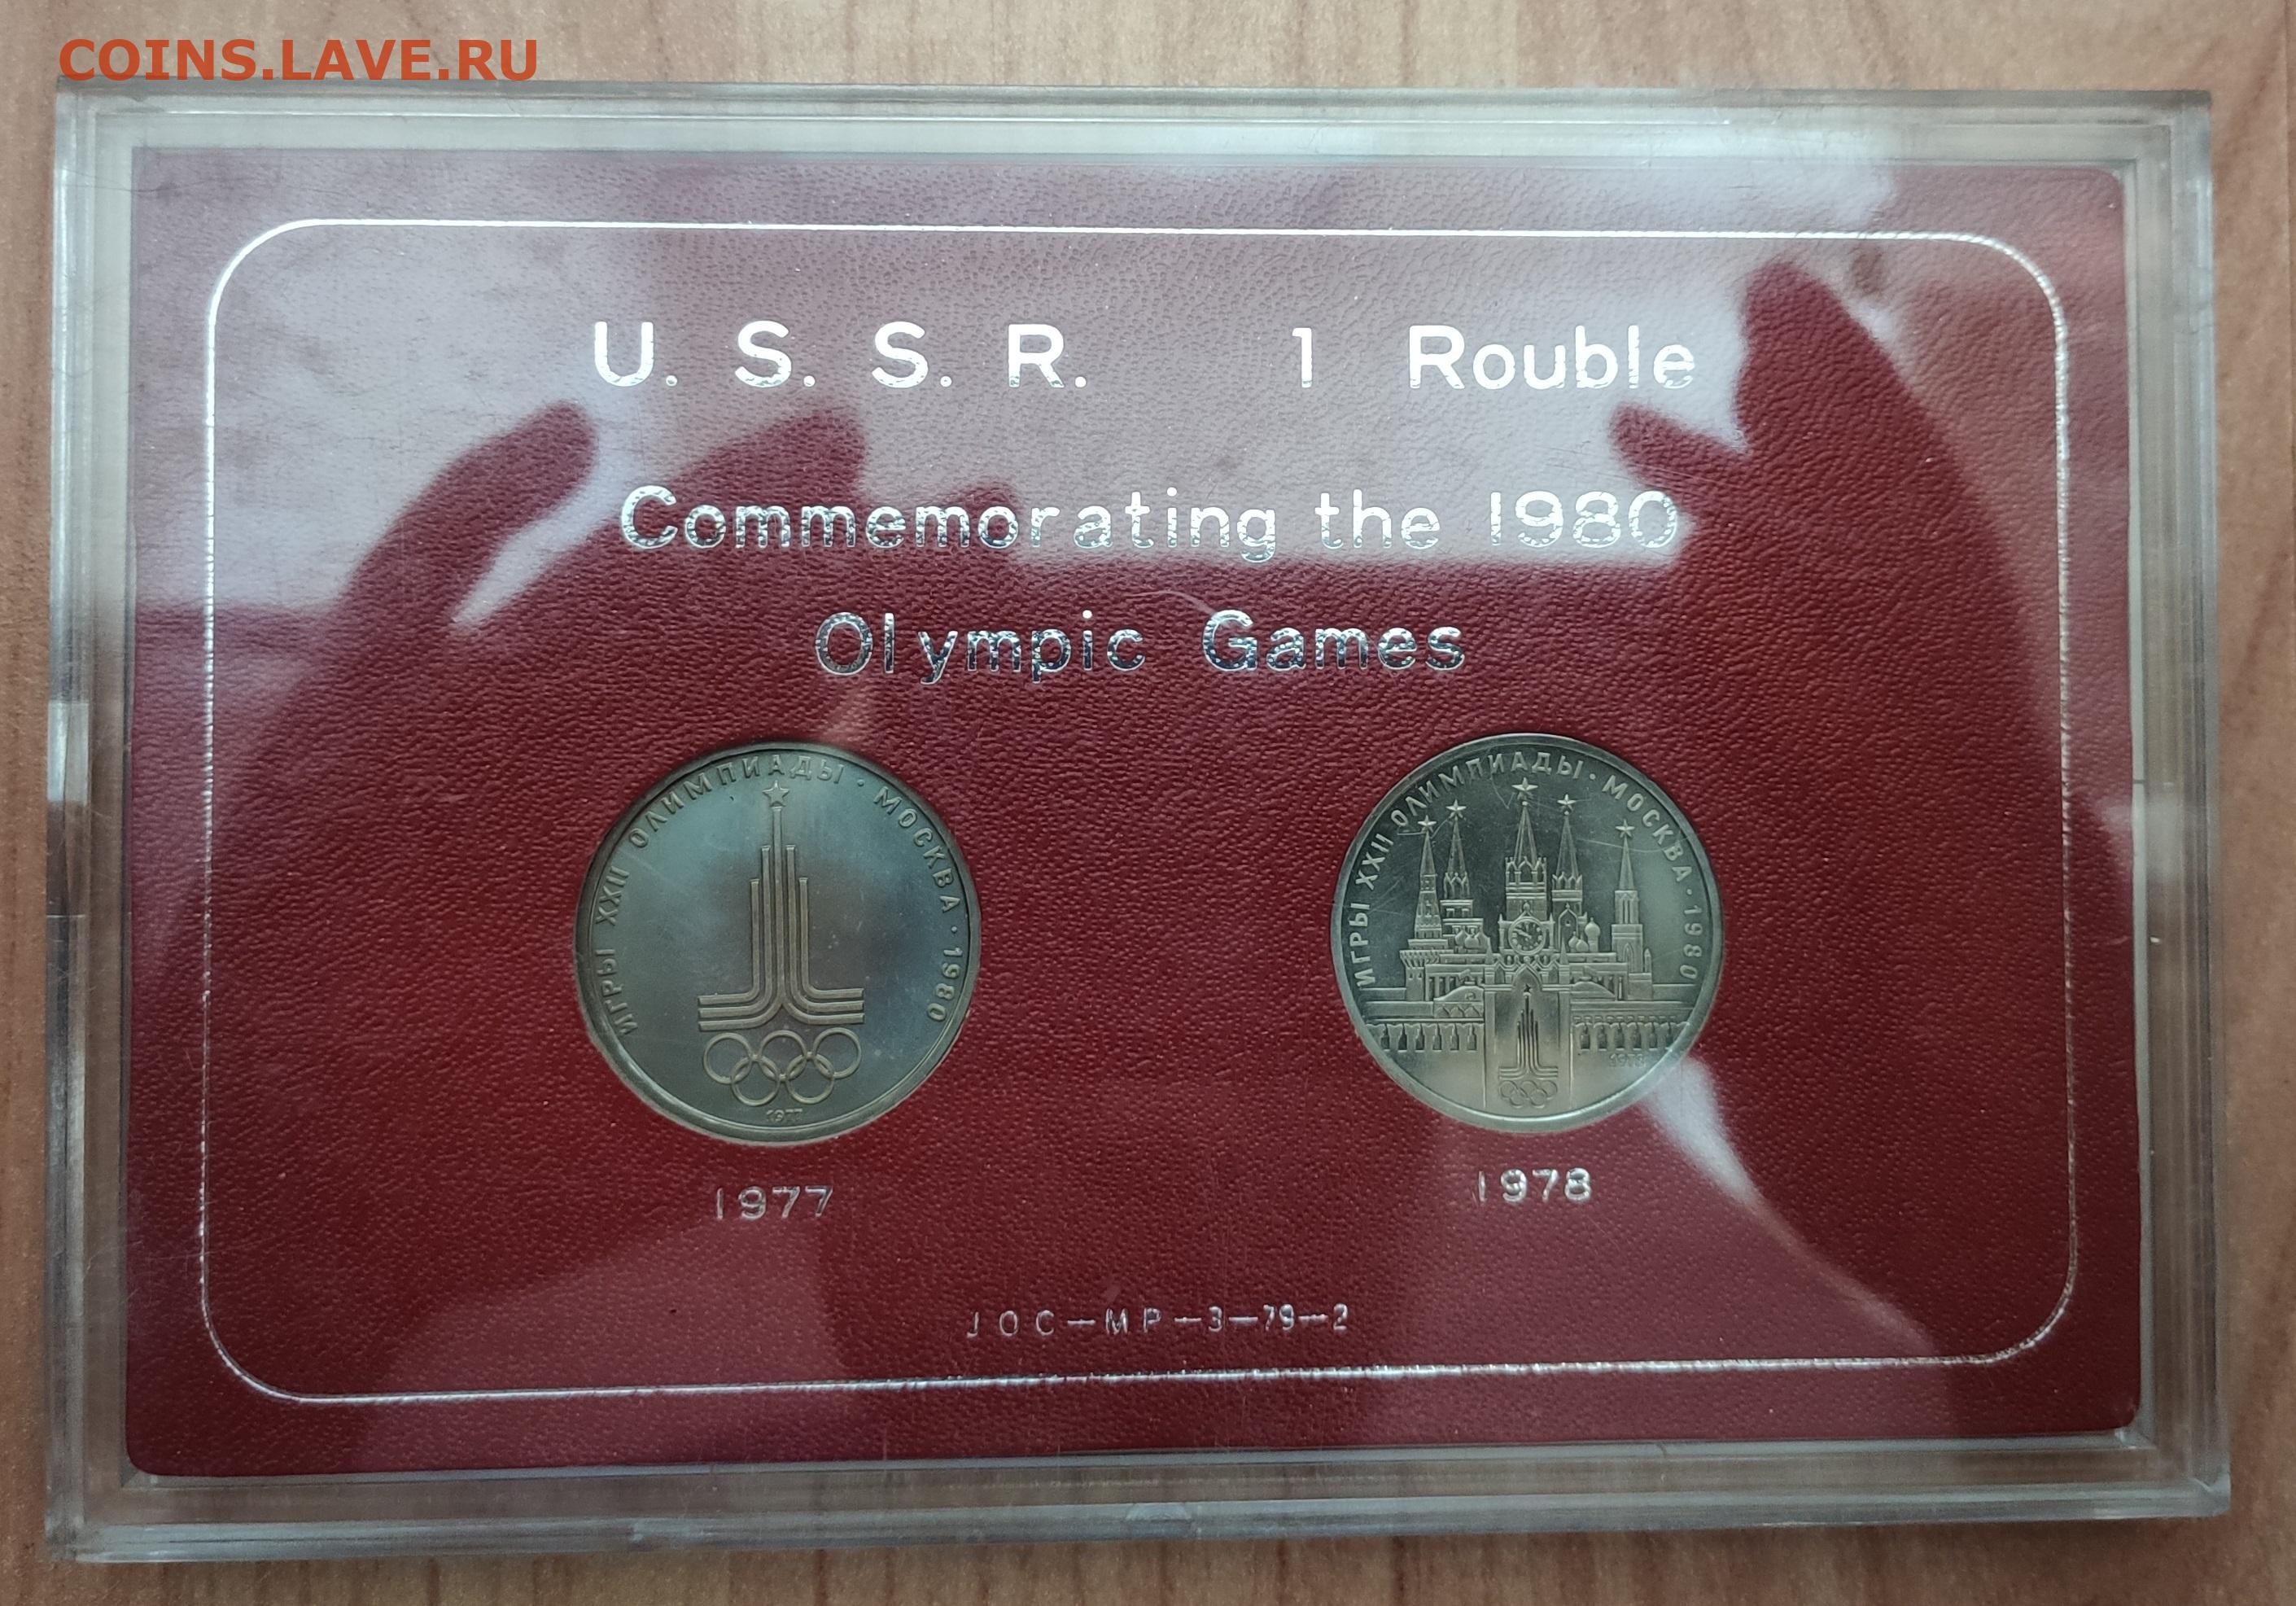 COINS.LAVE.RU
U. S. S. R. 1 Rouble
Commemorating the 1980
Olympic Games
ИГРЫ XXII ОЛИМПИАДЫ · МОСКВА · 1980
1977
ИГРЫ XXII ОЛИМПИАДЫ · МОСКВА · 1980
1978
1977
1978
JOC-MP-3-79-2